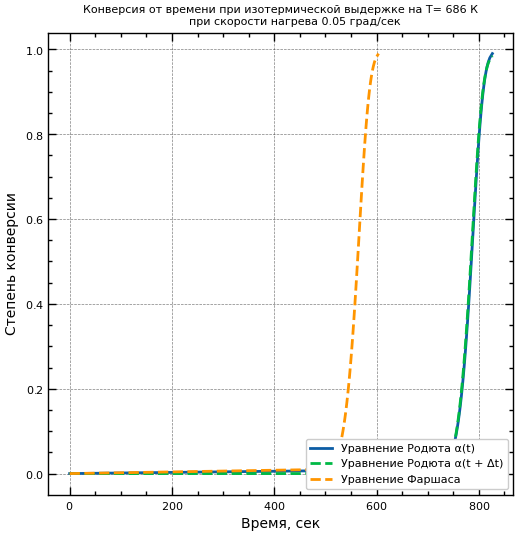 Конверсия от времени при изотермической выдержке на Т= 686 К
при скорости нагрева 0.05 град/сек
Степень конверсии
1.0
0.8
0.6
0.4
0.2
0.0
Уравнение Родюта α(t)
Уравнение Родюта α(t + Δt)
Уравнение Фаршаса
0 200 400 600 800
Время, сек